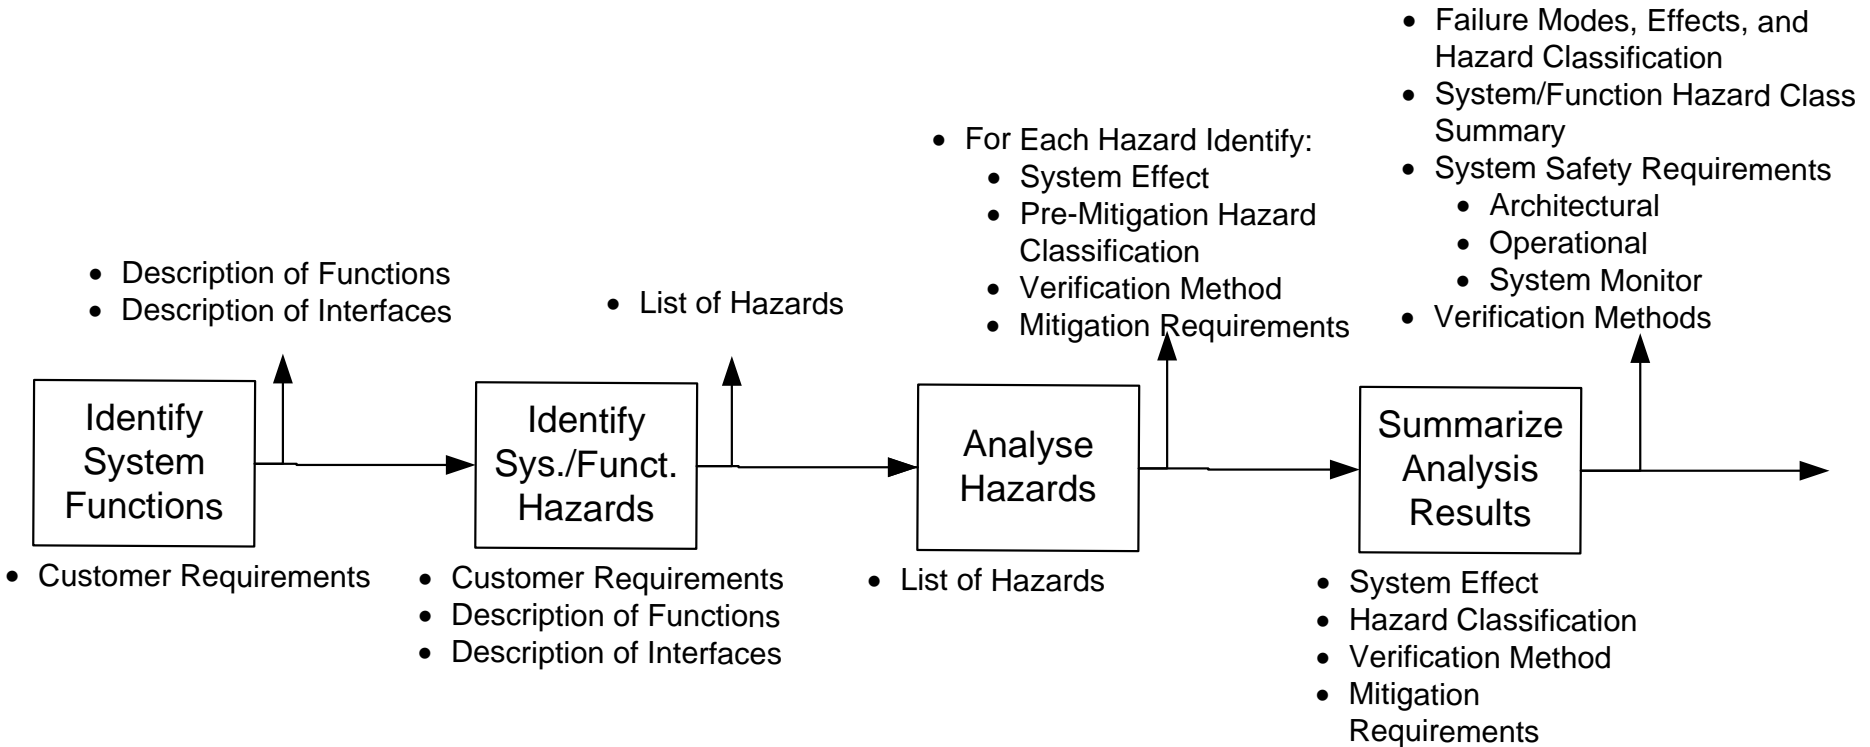 • Description of Functions
• Description of Interfaces
Identify
System
Functions
• Customer Requirements
• List of Hazards
Identify
Sys./Funct.
Hazards
• Customer Requirements
• Description of Functions
• Description of Interfaces
• For Each Hazard Identify:
• System Effect
• Pre-Mitigation Hazard
Classification
• Verification Method
• Mitigation Requirements
Analyse
Hazards
• List of Hazards
• Failure Modes, Effects, and
Hazard Classification
• System/Function Hazard Class
Summary
• System Safety Requirements
• Architectural
• Operational
• System Monitor
• Verification Methods
Summarize
Analysis
Results
• System Effect
• Hazard Classification
• Verification Method
• Mitigation
Requirements